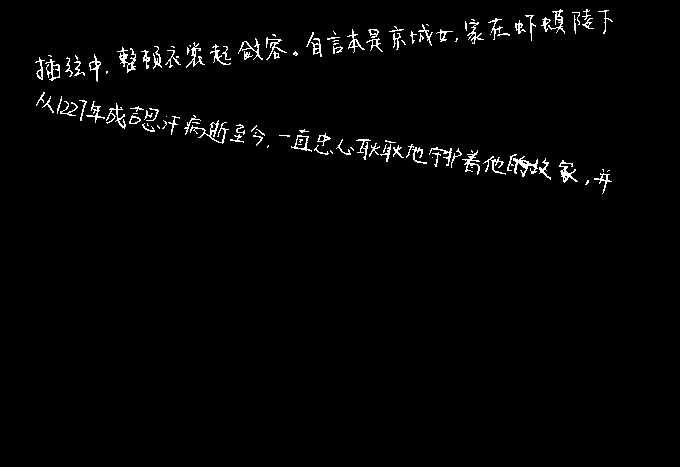 插弦中,整顿衣裳起敛容。自言本是京城女,家在虾蟆陵下
从1227年成吉思汗病逝至今,一直忠心耿耿地守护着他的故家,并